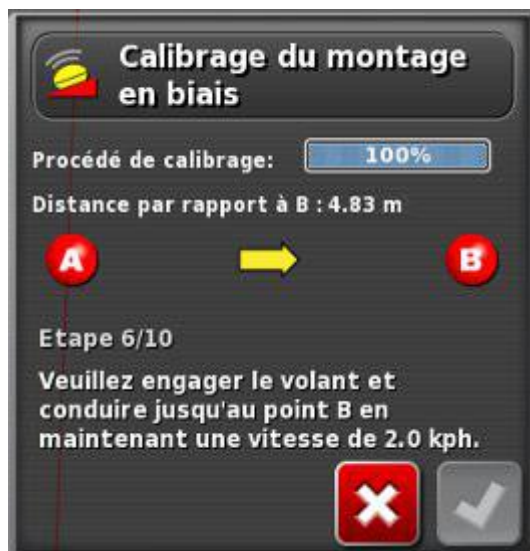 Calibrage du montage
en biais
Procédé de calibrage: 100%
Distance par rapport à B : 4.83 m
A B
Etape 6/10
Veuillez engager le volant et
conduire jusqu'au point B en
maintenant une vitesse de 2.0 kph.